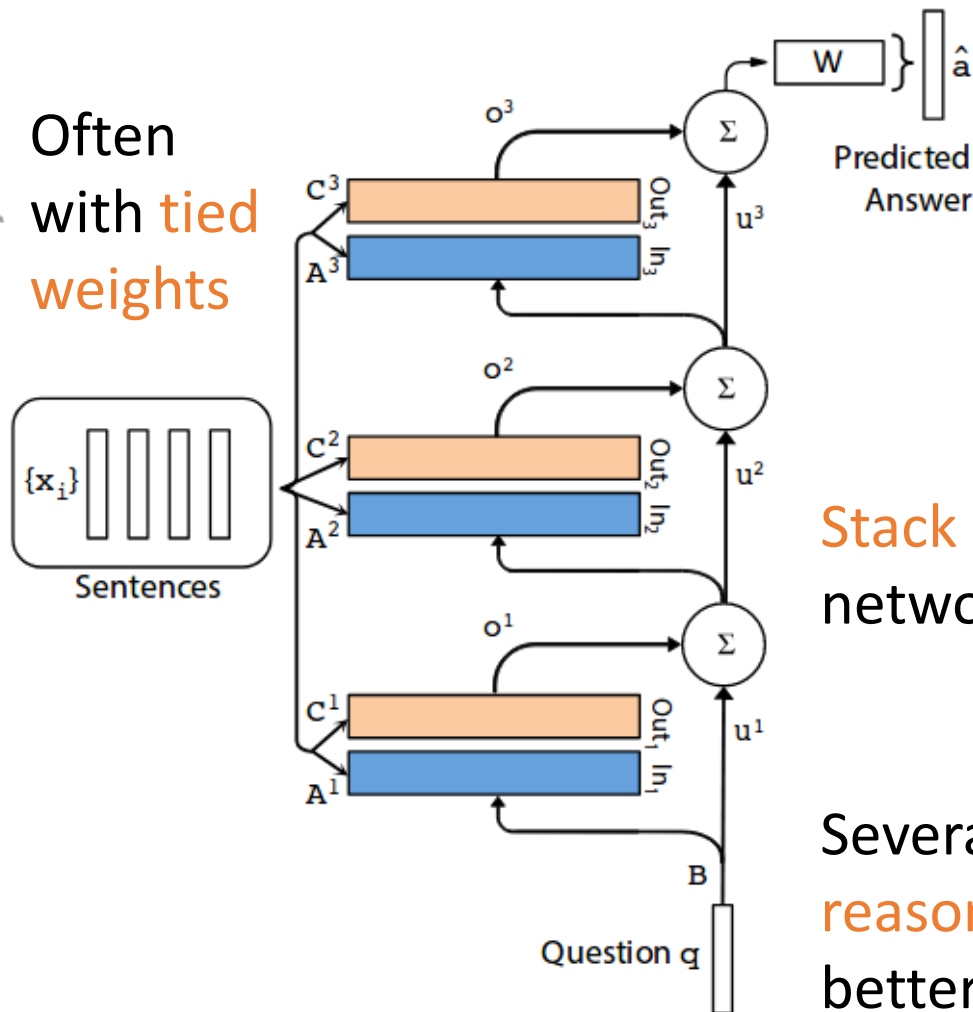 W
â
Σ
Predicted
Answer
Often
with tied
weights
o³
C³
A³
Out₃
In₃
u³
o²
Σ
C²
A²
Out₂
In₂
u²
{xᵢ}
Sentences
Stack
netwo
o¹
Σ
C¹
A¹
Out₁
In₁
u¹
B
Question q
Severa
reasor
better